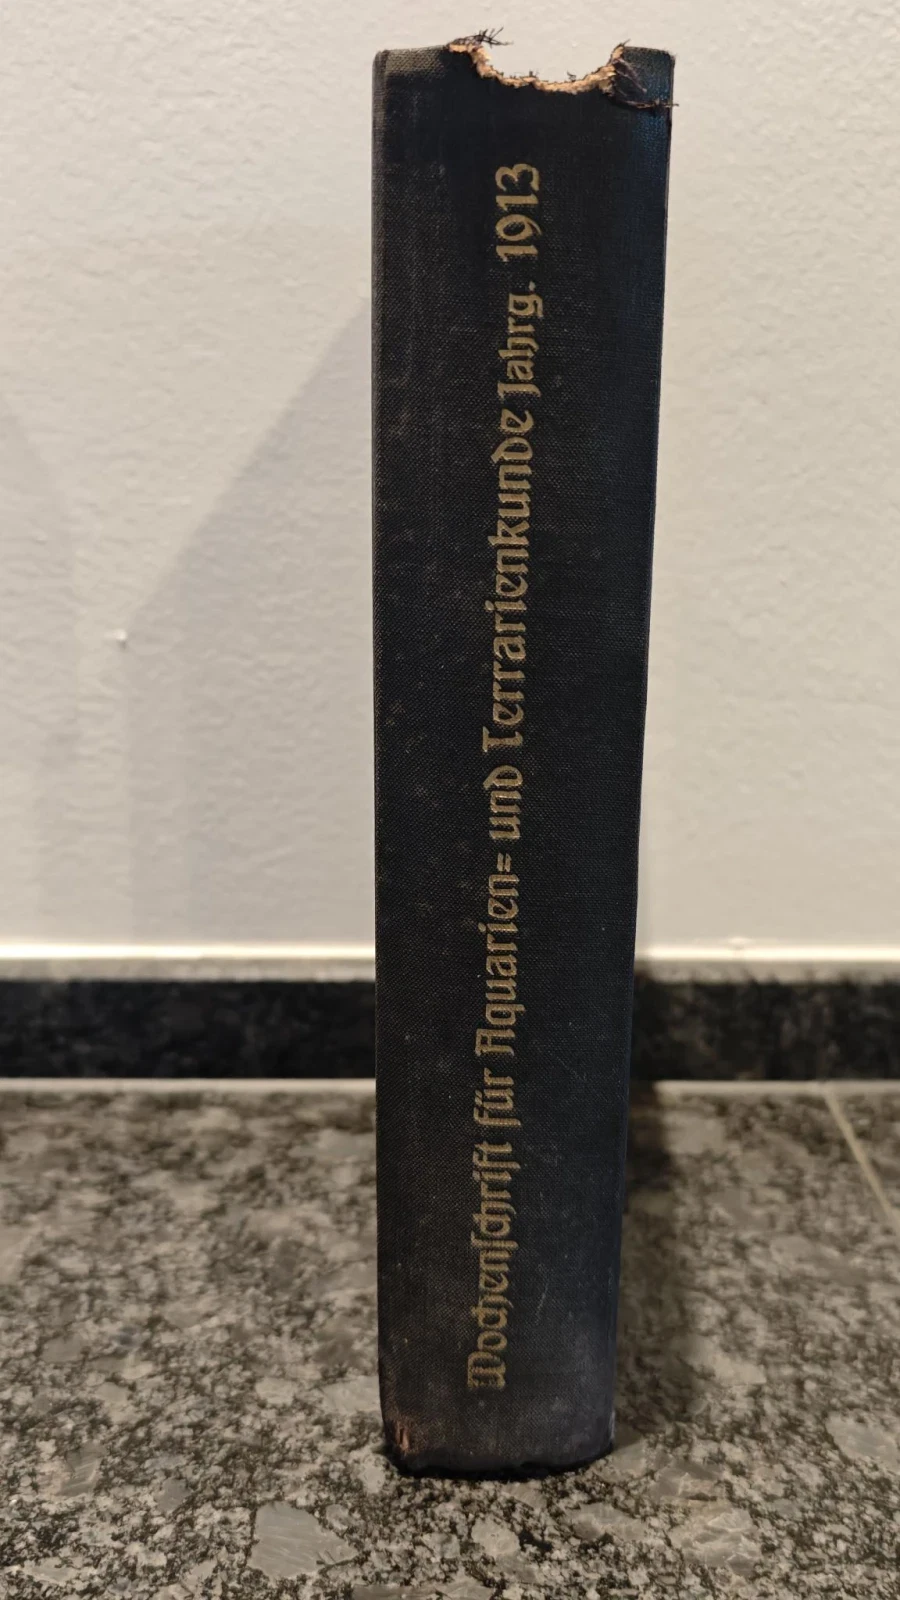 Wochenschrift für Aquarien= und Terrarienkunde Jahrg. 1913